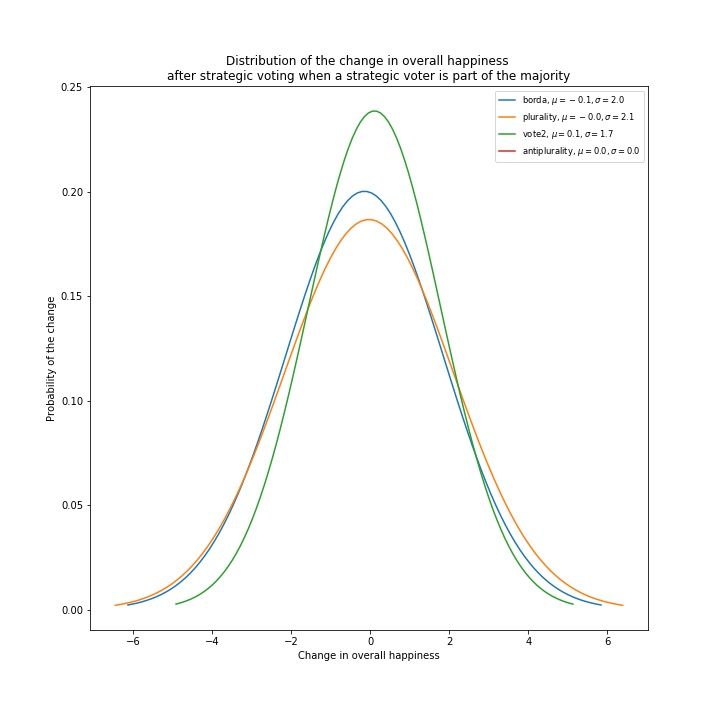 Distribution of the change in overall happiness
after strategic voting when a strategic voter is part of the majority
0.25
0.20
0.15
0.10
0.05
0.00
Probability of the change
borda, μ = −0.1, σ = 2.0
plurality, μ = −0.0, σ = 2.1
vote2, μ = 0.1, σ = 1.7
antiplurality, μ = 0.0, σ = 0.0
−6 −4 −2 0 2 4 6
Change in overall happiness